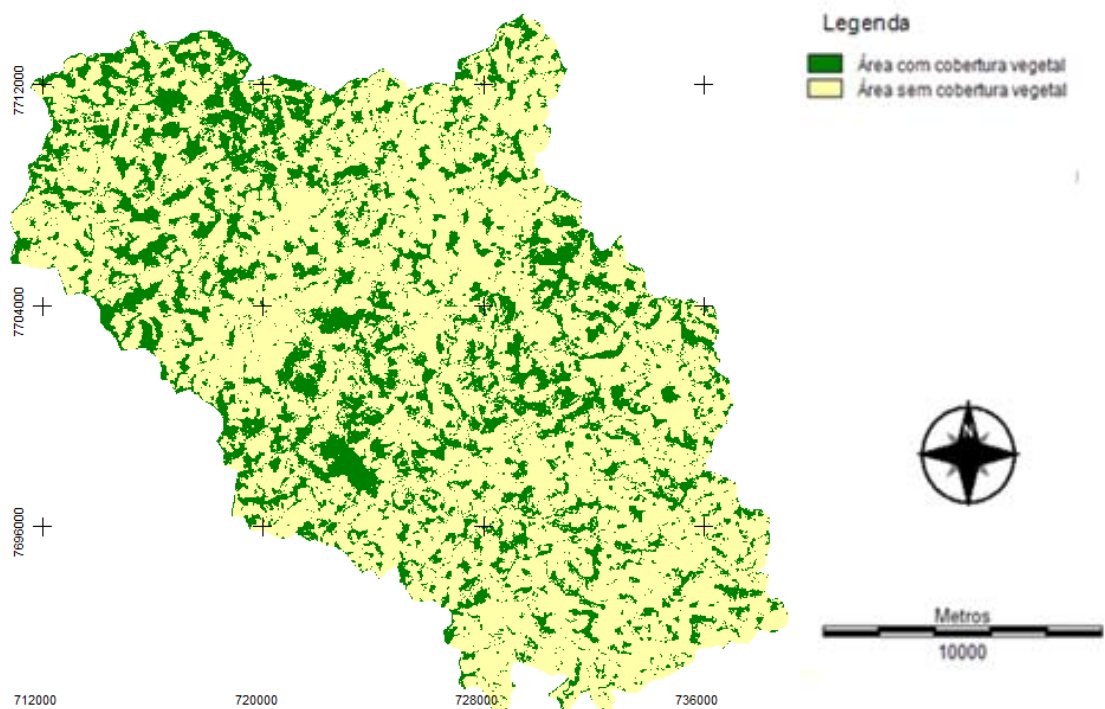 Legenda
Área com cobertura vegetal
Área sem cobertura vegetal
7712000
7704000
7696000
712000
720000
728000
736000
N
Metros
10000